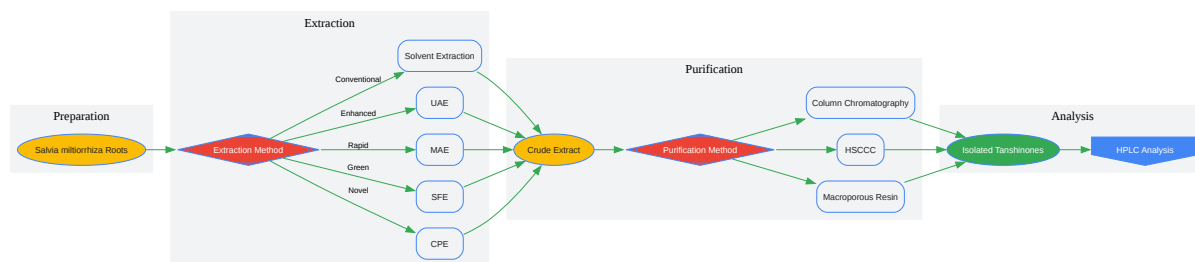 Preparation
Salvia miltiorrhiza Roots
Extraction
Extraction Method
Conventional
Enhanced
Rapid
Green
Novel
Solvent Extraction
UAE
MAE
SFE
CPE
Purification
Crude Extract
Purification Method
Column Chromatography
HSCCC
Macroporous Resin
Analysis
Isolated Tanshinones
HPLC Analysis